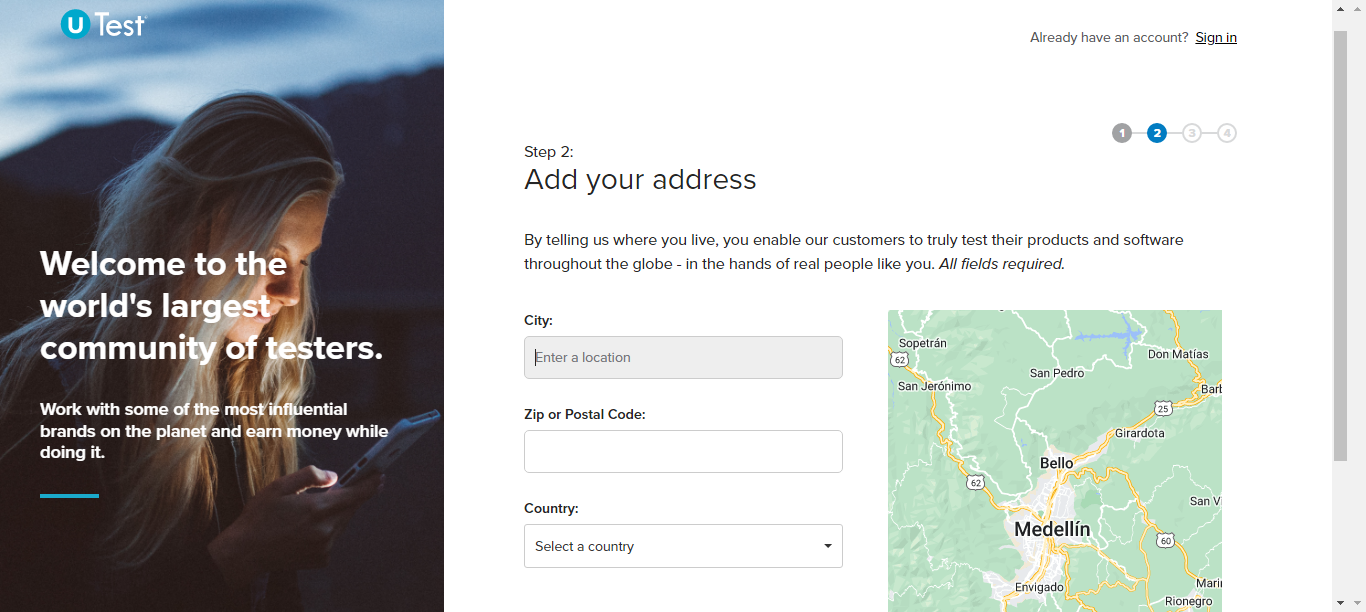 U Test
Already have an account? Sign in
1 2 3 4
Step 2:
Add your address
By telling us where you live, you enable our customers to truly test their products and software
throughout the globe - in the hands of real people like you. All fields required.
Welcome to the
world's largest
community of testers.
Work with some of the most influential
brands on the planet and earn money while
doing it.
City:
Enter a location
Zip or Postal Code:
Country:
Select a country
Sopetrán
62
Don Matías
San Pedro
San Jerónimo
Barb
25
Girardota
Bello
62
San V
Medellín
60
Envigado
Marin
Rionegro